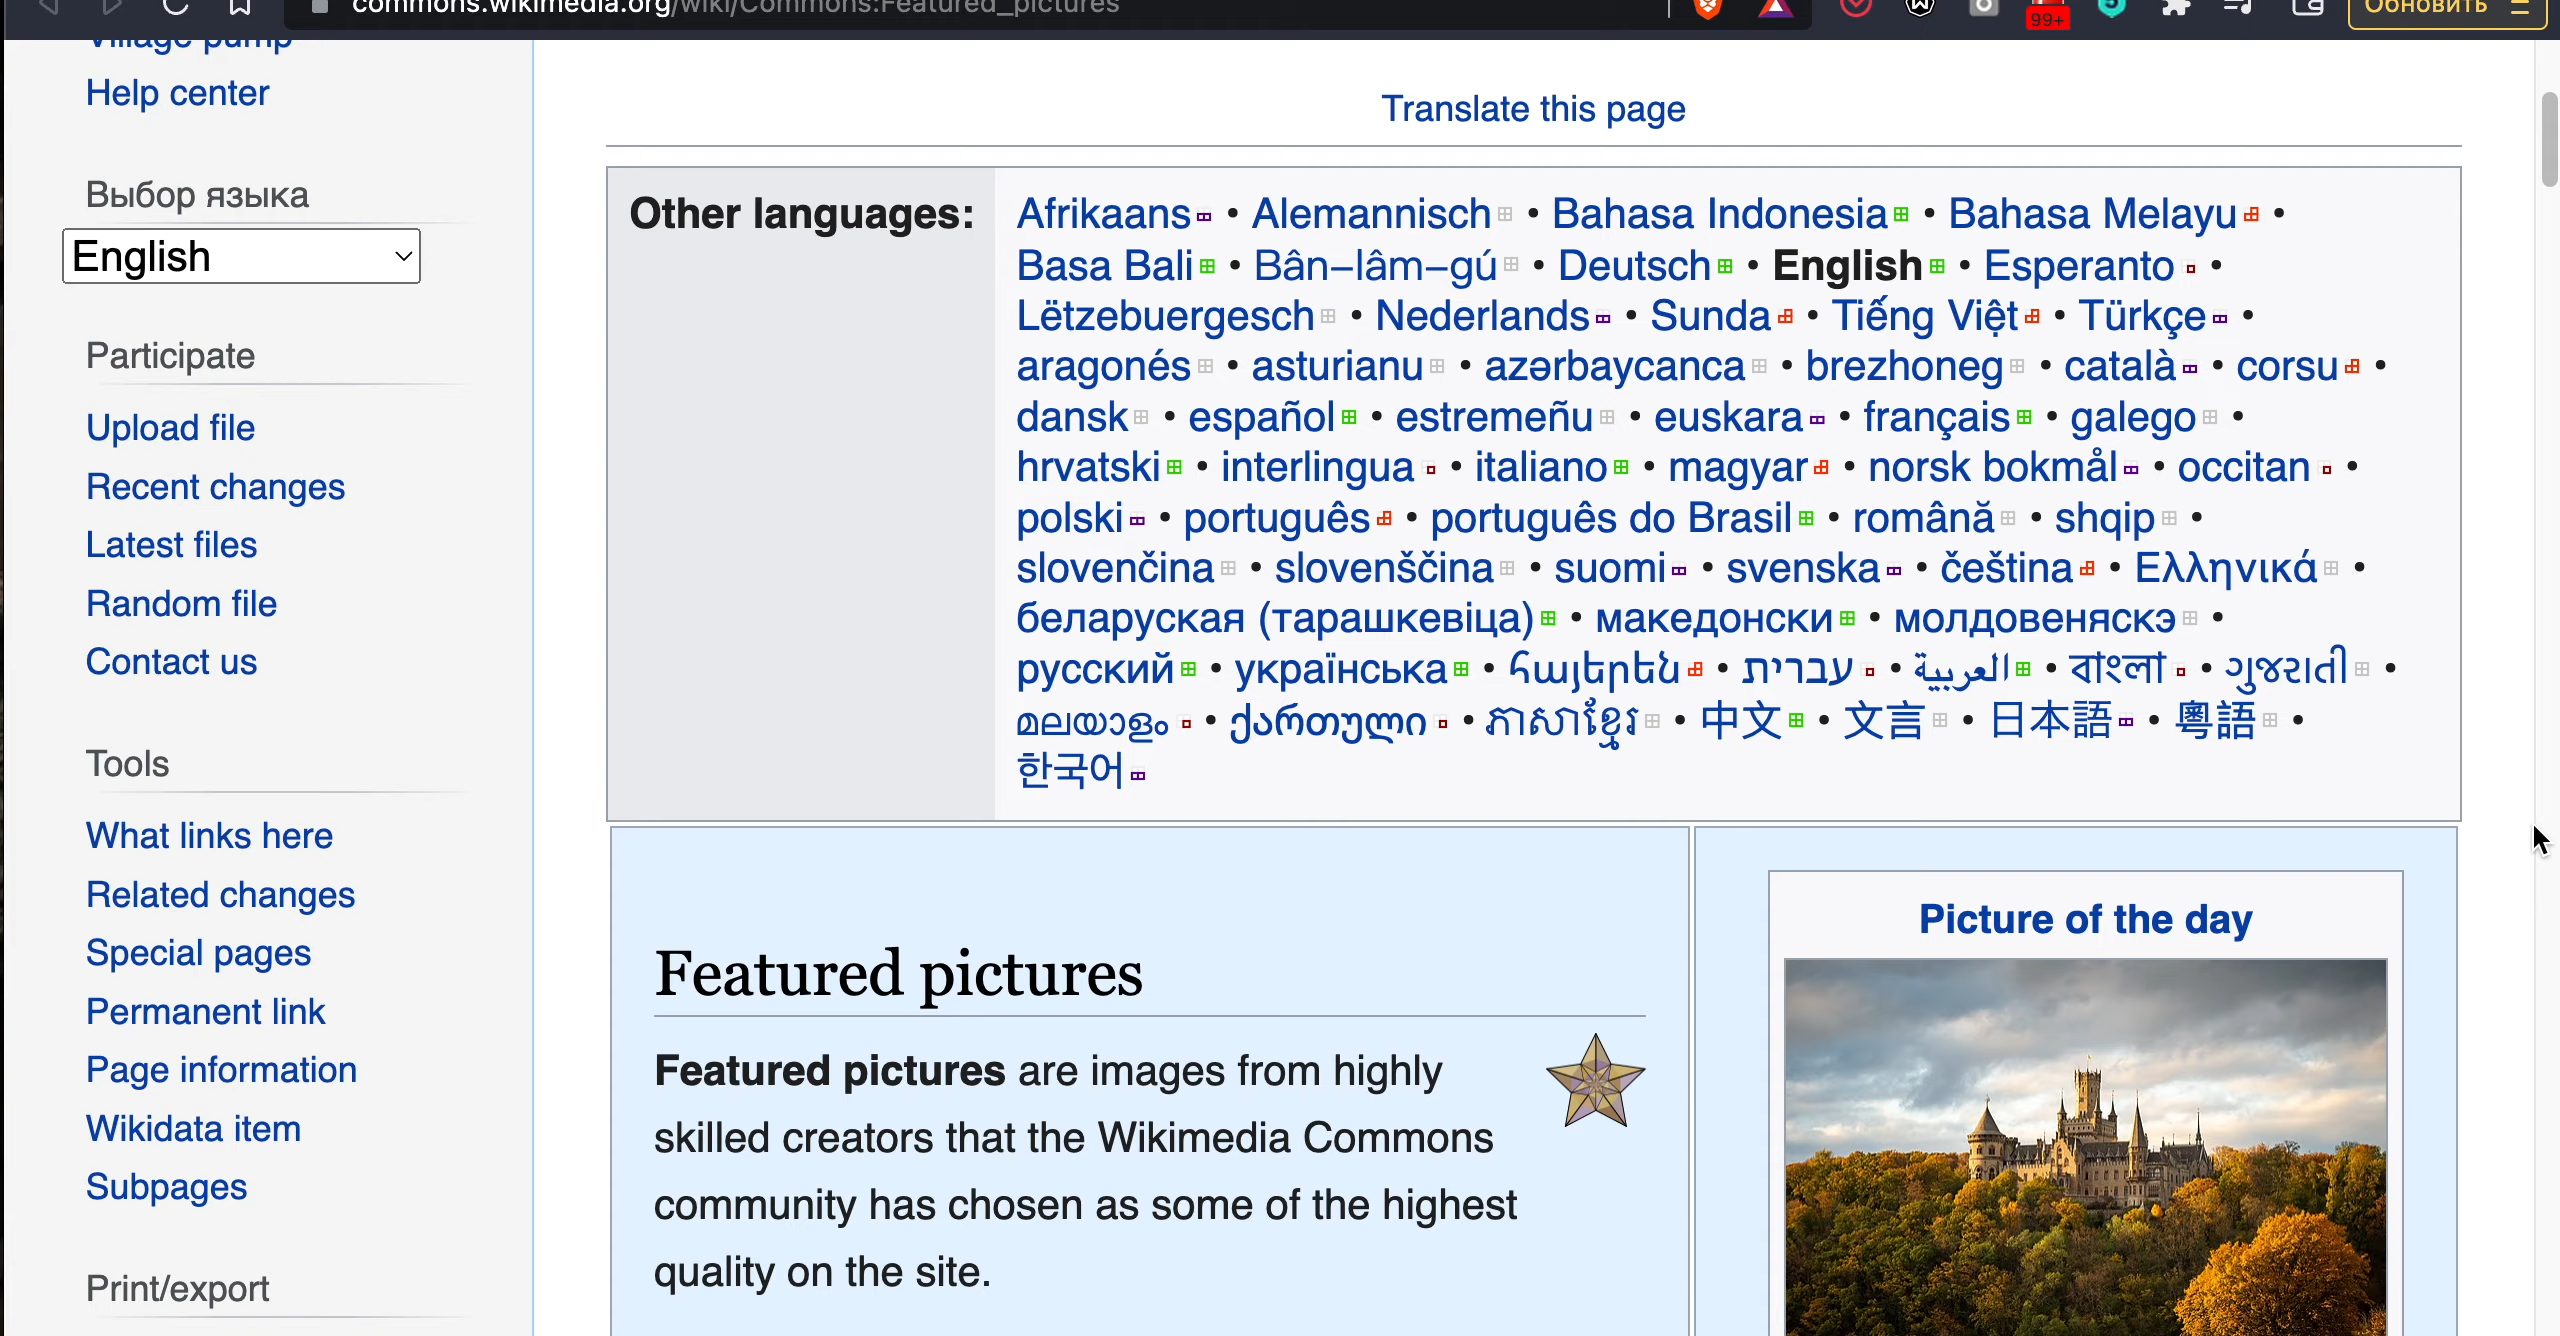 commons.wikimedia.org/wiki/Commons:Featured_pictures
99+
Обновить
Village pump
Help center
Выбор языка
English
Participate
Upload file
Recent changes
Latest files
Random file
Contact us
Tools
What links here
Related changes
Special pages
Permanent link
Page information
Wikidata item
Subpages
Print/export
Translate this page
Other languages:
Afrikaans • Alemannisch • Bahasa Indonesia • Bahasa Melayu •
Basa Bali • Bân-lâm-gú • Deutsch • English • Esperanto •
Lëtzebuergesch • Nederlands • Sunda • Tiếng Việt • Türkçe •
aragonés • asturianu • azərbaycanca • brezhoneg • català • corsu •
dansk • español • estremeñu • euskara • français • galego •
hrvatski • interlingua • italiano • magyar • norsk bokmål • occitan •
polski • português • português do Brasil • română • shqip •
slovenčina • slovenščina • suomi • svenska • čeština • Ελληνικά •
беларуская (тарашкевіца) • македонски • молдовеняскэ •
русский • українська • հայերեն • עברית • العربية • বাংলা • ગુજરાતી •
മലയാളം • ქართული • ភាសាខ្មែរ • 中文 • 文言 • 日本語 • 粵語 •
한국어
Featured pictures
Featured pictures are images from highly
skilled creators that the Wikimedia Commons
community has chosen as some of the highest
quality on the site.
Picture of the day